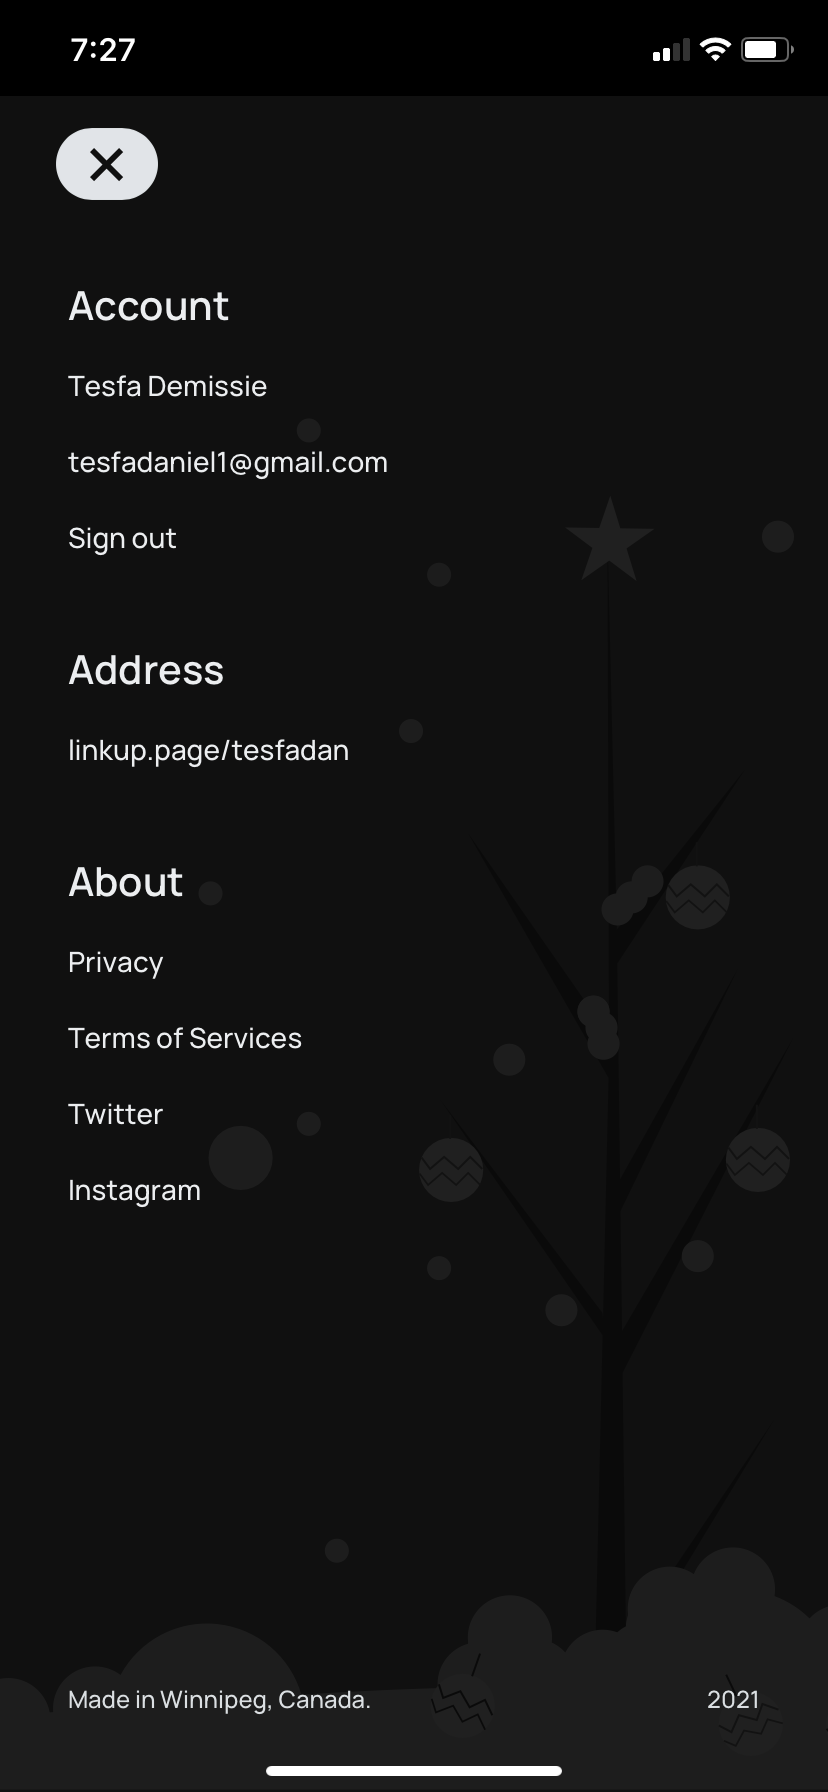 7:27
Account
Tesfa Demissie
tesfadaniel1@gmail.com
Sign out
Address
linkup.page/tesfadan
About
Privacy
Terms of Services
Twitter
Instagram
Made in Winnipeg, Canada.
2021